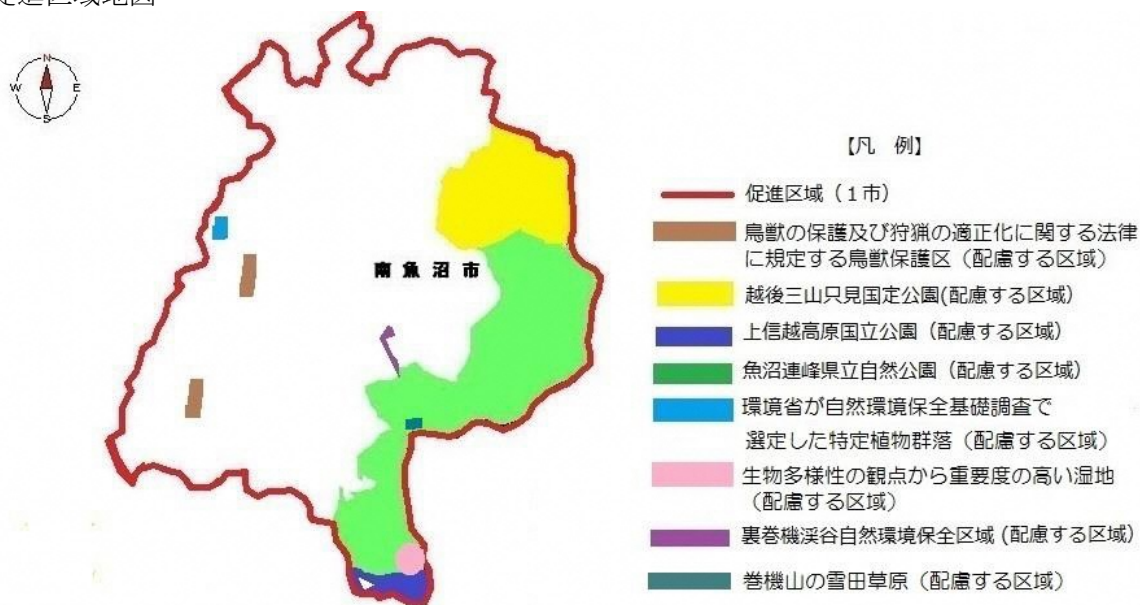 促進区域地図
N
W E
S
南魚沼市
【凡 例】
促進区域(1市)
鳥獣の保護及び狩猟の適正化に関する法律
に規定する鳥獣保護区(配慮する区域)
越後三山只見国定公園(配慮する区域)
上信越高原国立公園(配慮する区域)
魚沼連峰県立自然公園(配慮する区域)
環境省が自然環境保全基礎調査で
選定した特定植物群落(配慮する区域)
生物多様性の観点から重要度の高い湿地
(配慮する区域)
裏巻機渓谷自然環境保全区域(配慮する区域)
巻機山の雪田草原(配慮する区域)